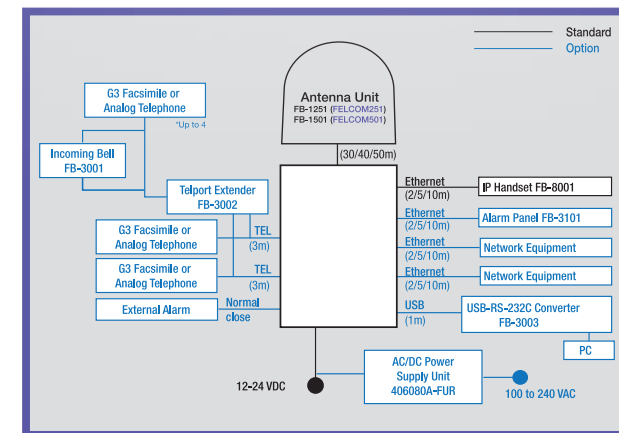 Standard
Option
G3 Facsimile or
Analog Telephone
*Up to 4
Antenna Unit
FB-1251 (FELCOM251)
FB-1501 (FELCOM501)
Incoming Bell
FB-3001
(30/40/50m)
Telport Extender
FB-3002
Ethernet
(2/5/10m)
IP Handset FB-8001
G3 Facsimile or
Analog Telephone
TEL
(3m)
Ethernet
(2/5/10m)
Alarm Panel FB-3101
Ethernet
(2/5/10m)
Network Equipment
G3 Facsimile or
Analog Telephone
TEL
(3m)
Ethernet
(2/5/10m)
Network Equipment
External Alarm
Normal
close
USB
(1m)
USB-RS-232C Converter
FB-3003
PC
AC/DC Power
Supply Unit
406080A-FUR
12-24 VDC
100 to 240 VAC